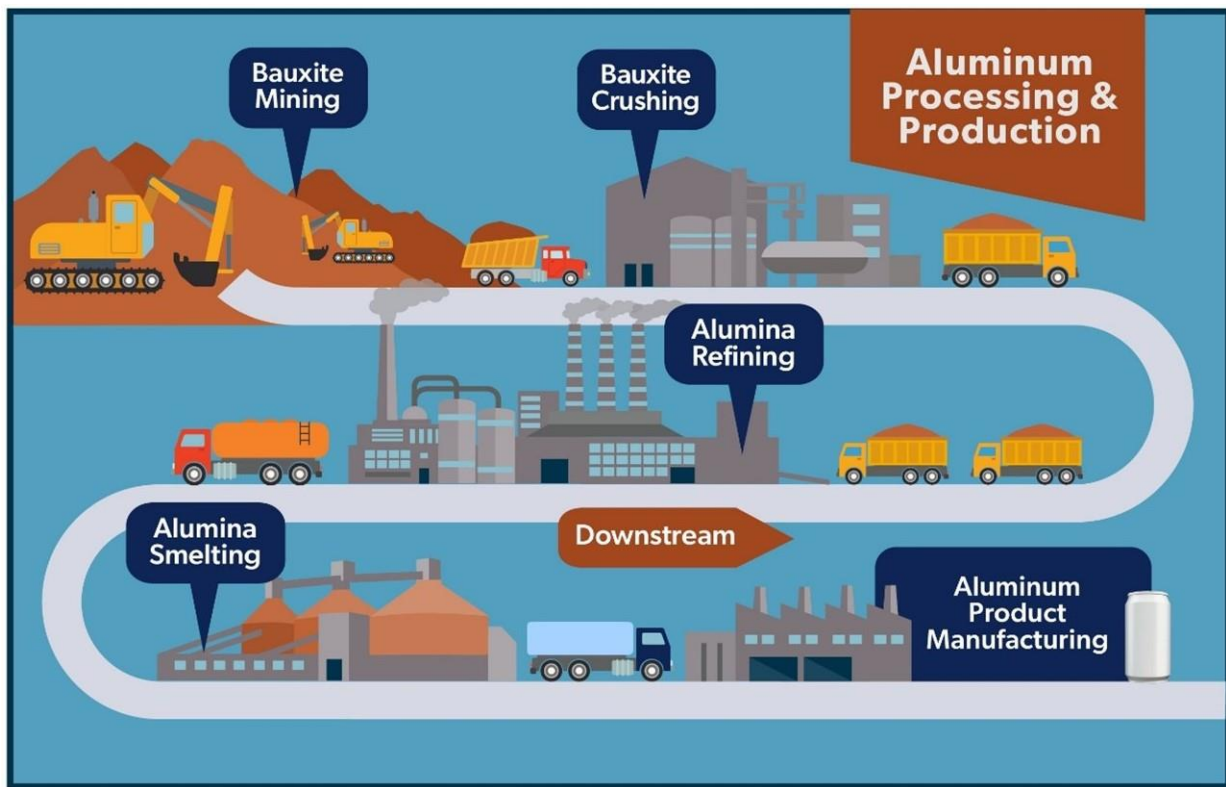 Aluminum
Processing &
Production
Bauxite
Mining
Bauxite
Crushing
Alumina
Refining
Alumina
Smelting
Downstream
Aluminum
Product
Manufacturing